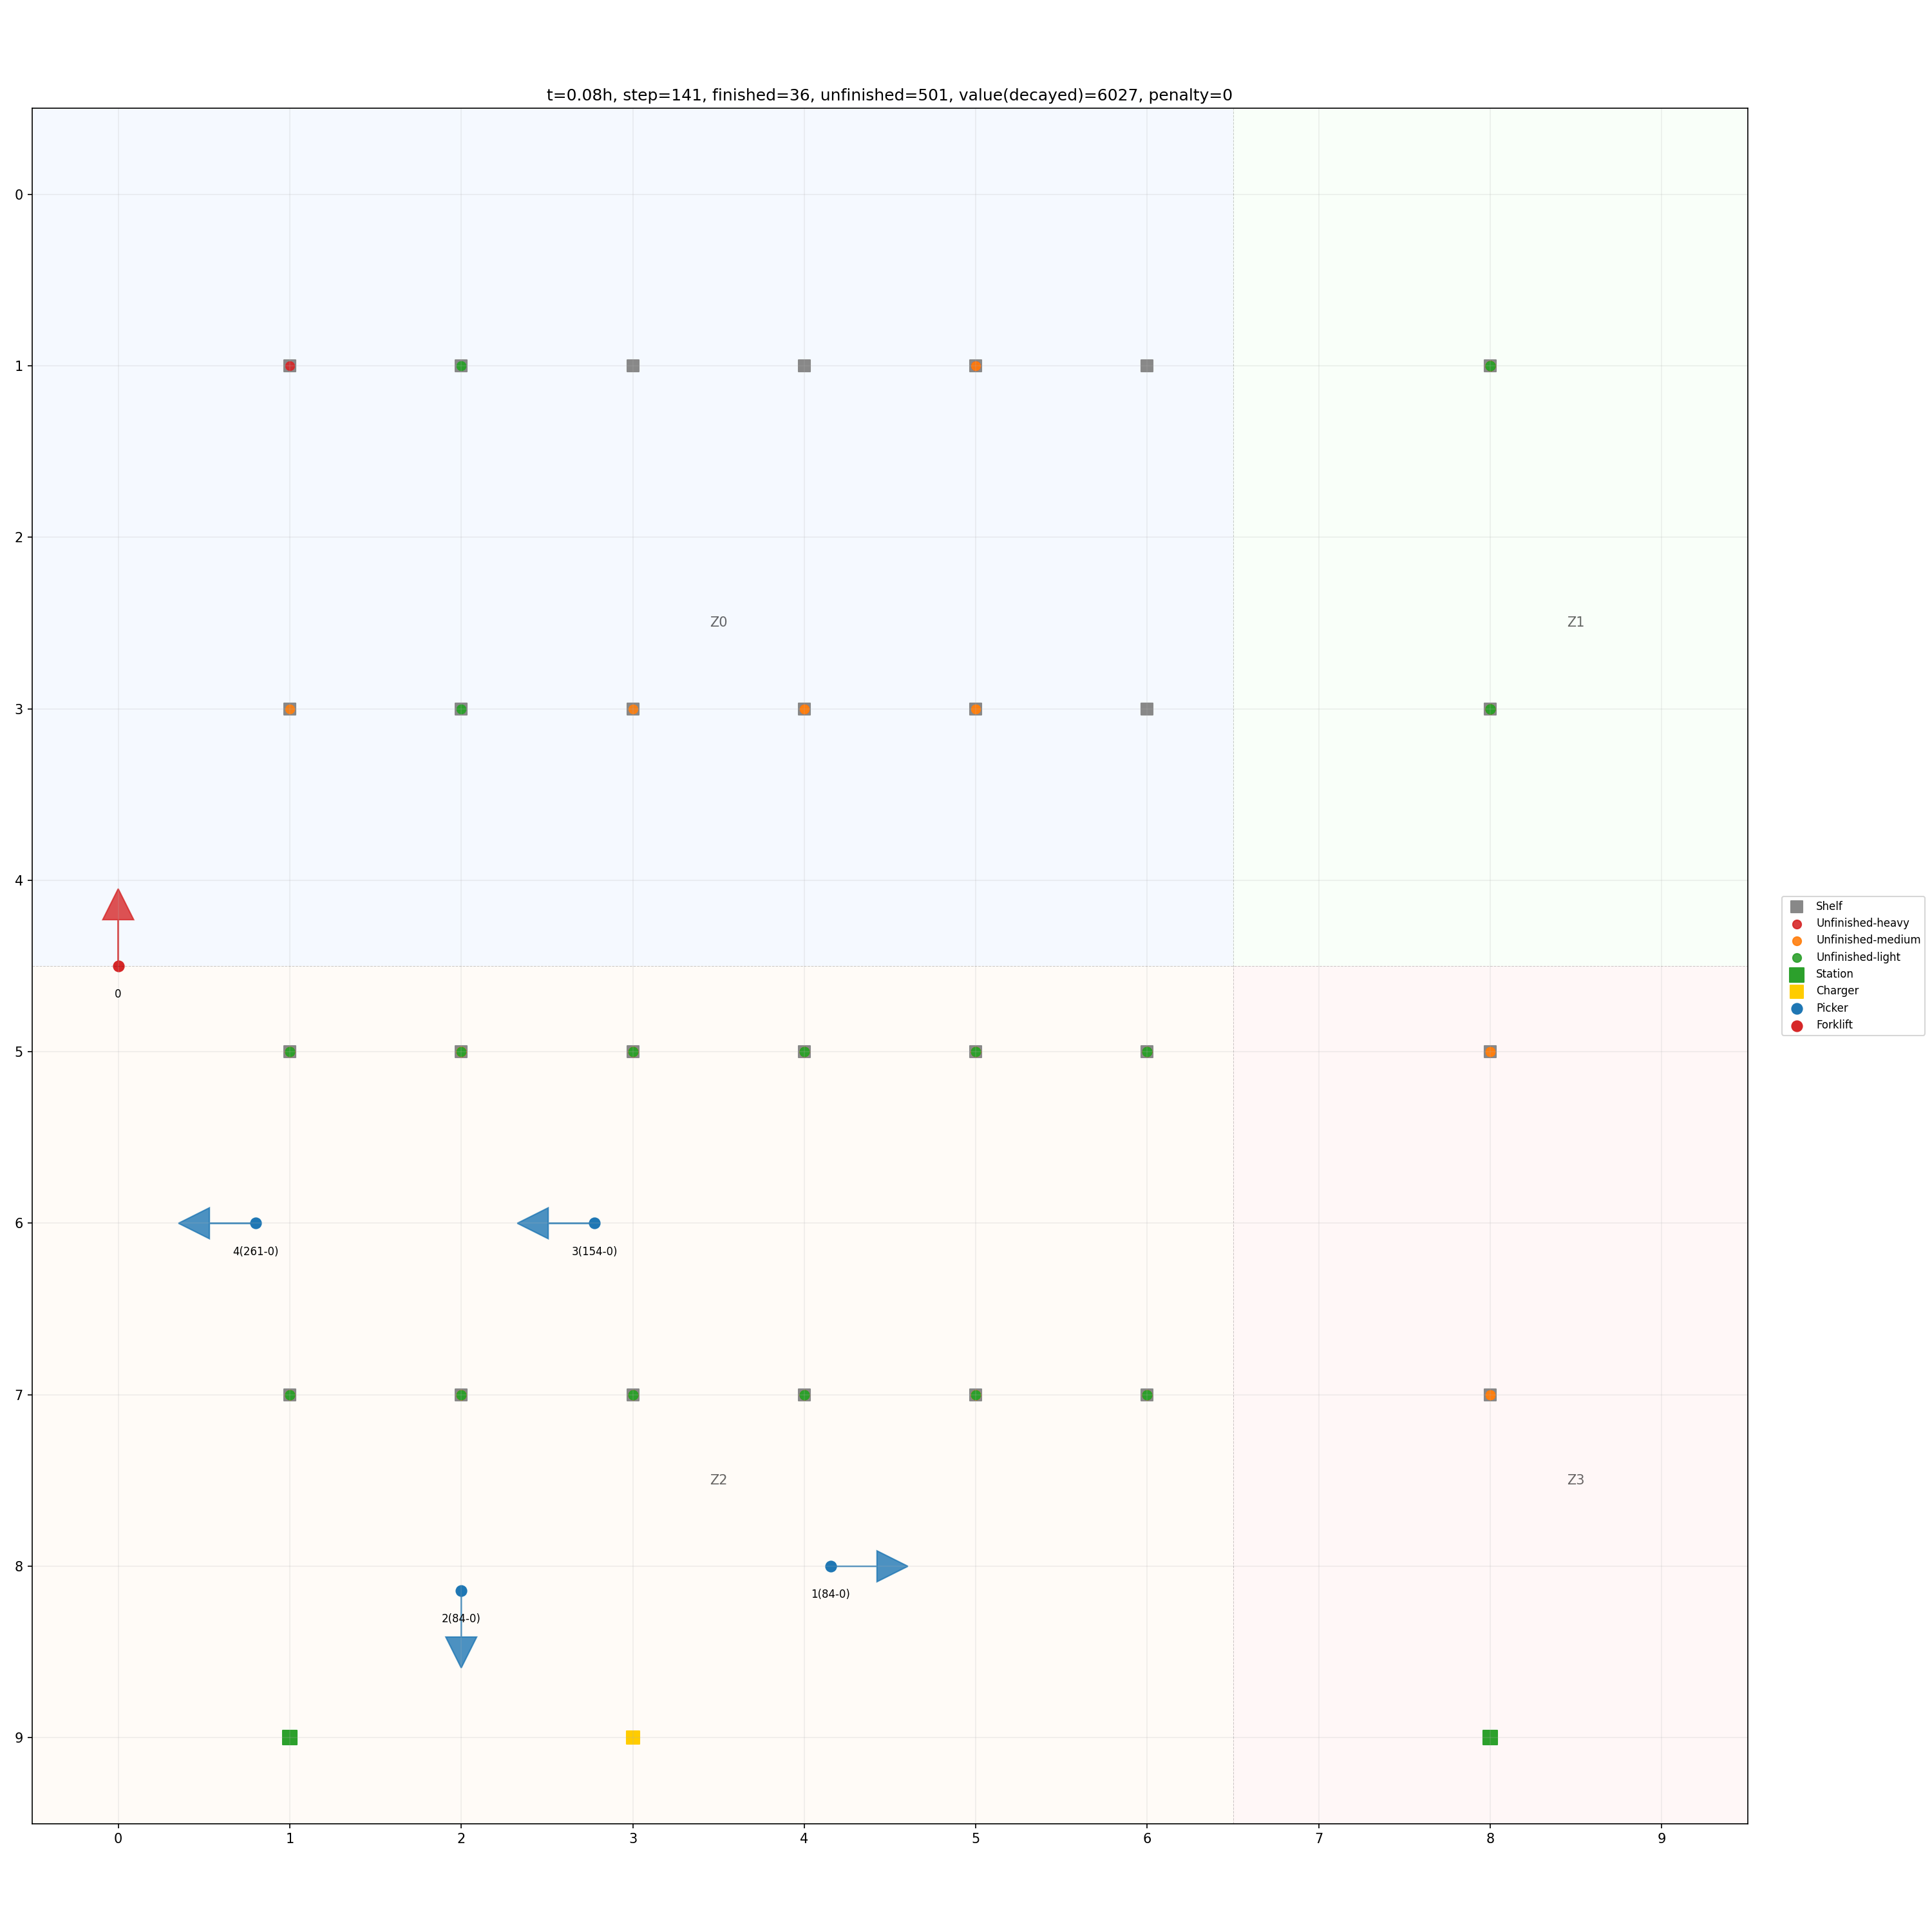 t=0.08h, step=141, finished=36, unfinished=501, value(decayed)=6027, penalty=0
0
1
2
Z0
Z1
3
4
Shelf
Unfinished-heavy
Unfinished-medium
Unfinished-light
Station
Charger
Picker
Forklift
0
5
6
4(261-0)
3(154-0)
7
Z2
Z3
8
1(84-0)
2(84-0)
9
0 1 2 3 4 5 6 7 8 9